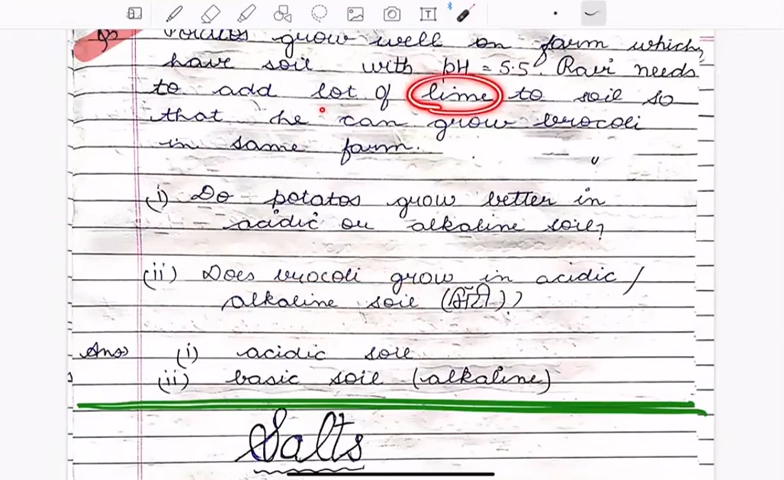 Potatos grow well on farm which
have soil with pH = 5.5. Ravi needs
to add lot of lime to soil so
that he can grow brocoli
in same farm.
i) Do potatos grow better in
acidic or alkaline soil?
(ii) Does brocoli grow in acidic/
alkaline soil (मिट्टी)?
Ans) (i) acidic soil
(ii) basic soil (alkaline)
Salts